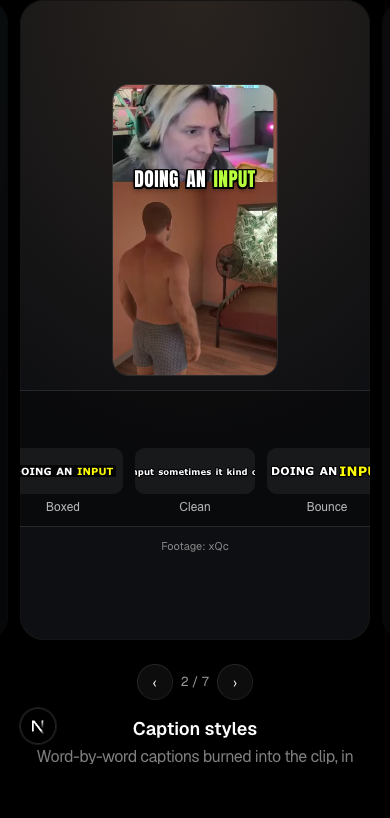 DOING AN INPUT
OING AN INPUT
nput sometimes it kind
DOING AN INPU
Boxed
Clean
Bounce
Footage: xQc
‹ 2 / 7 ›
N
Caption styles
Word-by-word captions burned into the clip, in